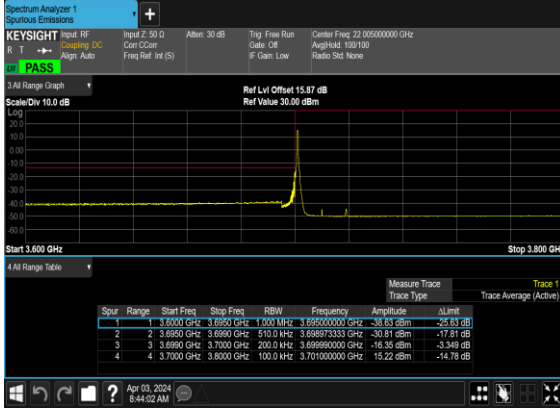 Spectrum Analyzer 1
Spurious Emissions
+
KEYSIGHT Input: RF Input Z: 50 Ω Atten: 30 dB Trig: Free Run Center Freq: 22.005000000 GHz
R T Coupling: DC Corr CCorr Gate: Off Avg|Hold: 100/100
Align: Auto Freq Ref: Int (S) IF Gain: Low Radio Std: None
PASS
3 All Range Graph
Ref Lvl Offset 15.87 dB
Scale/Div 10.0 dB Ref Value 30.00 dBm
Log
20.0
10.0
0.00
-10.0
-20.0
-30.0
-40.0
-50.0
-60.0
Start 3.600 GHz Stop 3.800 GH
4 All Range Table
Measure Trace Trace 1
Trace Type Trace Average (Active)
Spur Range Start Freq Stop Freq RBW Frequency Amplitude ΔLimit
1 1 3.6000 GHz 3.6950 GHz 1.000 MHz 3.695000000 GHz -38.63 dBm -25.63 dB
2 2 3.6950 GHz 3.6990 GHz 510.0 kHz 3.698973333 GHz -30.81 dBm -17.81 dB
3 3 3.6990 GHz 3.7000 GHz 200.0 kHz 3.699990000 GHz -16.35 dBm -3.349 dB
4 4 3.7000 GHz 3.8000 GHz 100.0 kHz 3.701000000 GHz 15.22 dBm -14.78 dB
?
Apr 03, 2024
8:44:02 AM